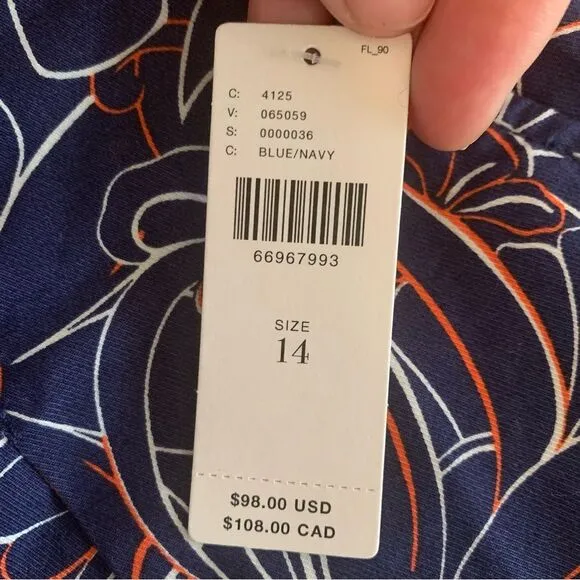 FL_90
C: 4125
V: 065059
S: 0000036
C: BLUE/NAVY
66967993
SIZE
14
$98.00 USD
$108.00 CAD